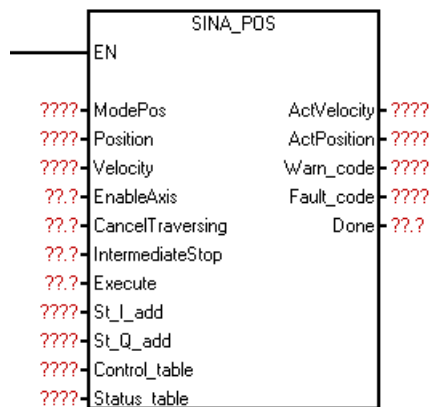 SINA_POS
EN
???? ModePos ActVelocity ????
???? Position ActPosition ????
???? Velocity Warn_code ????
??.? EnableAxis Fault_code ????
??.? CancelTraversing Done ??.?
??.? IntermediateStop
??.? Execute
???? St_I_add
???? St_Q_add
???? Control_table
???? Status_table